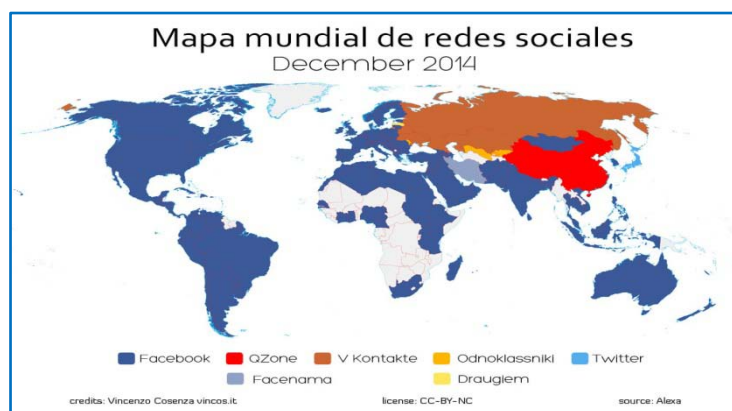 Mapa mundial de redes sociales
December 2014
Facebook QZone V Kontakte Odnoklassniki Twitter
Facenama Draugiem
credits: Vincenzo Cosenza vincos.it license: CC-BY-NC source: Alexa